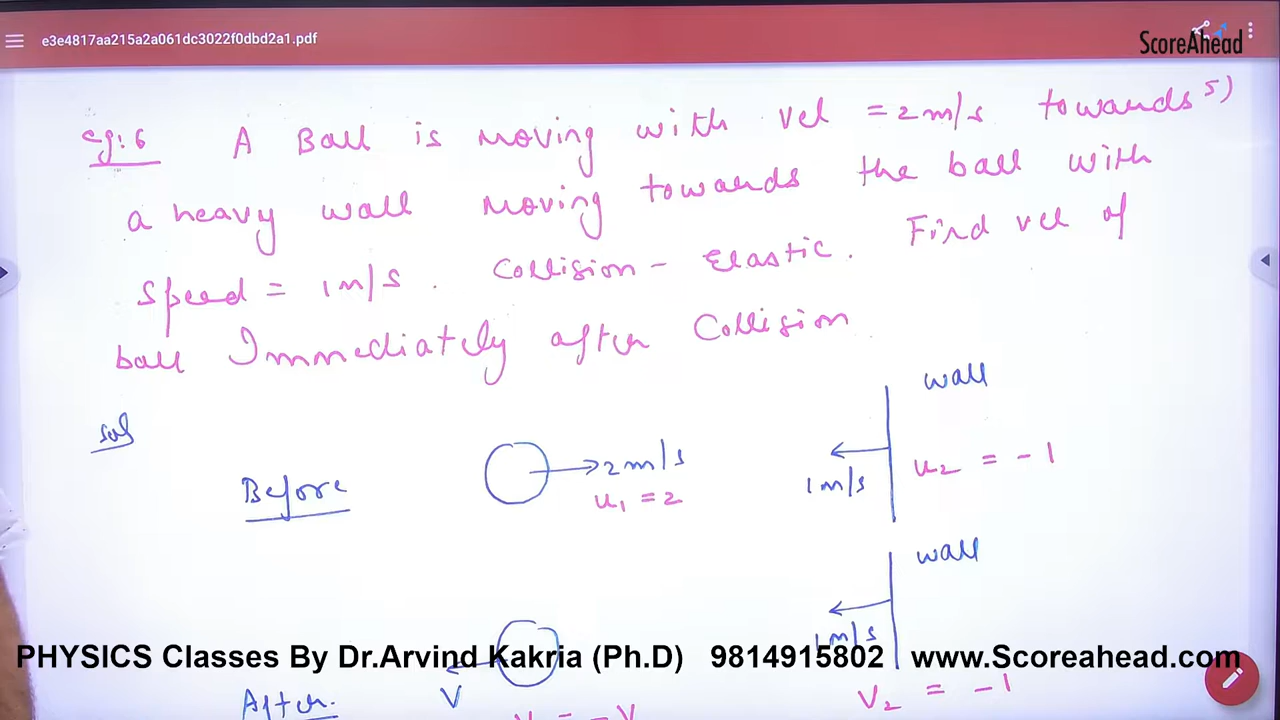 e3e4817aa215a2a061dc3022f0dbd2a1.pdf
ScoreAhead
eg:6 A Ball is moving with vel = 2m/s towards 5)
a heavy wall moving towards the ball with
Speed = 1m/s. Collision - Elastic. Find vel of
ball Immediately after Collision
wall
Sol
Before
2m/s
u₁ = 2
1m/s
u₂ = -1
wall
1m/s
PHYSICS Classes By Dr.Arvind Kakria (Ph.D) 9814915802 www.Scoreahead.com
After.
V
V₂ = -1
= -V